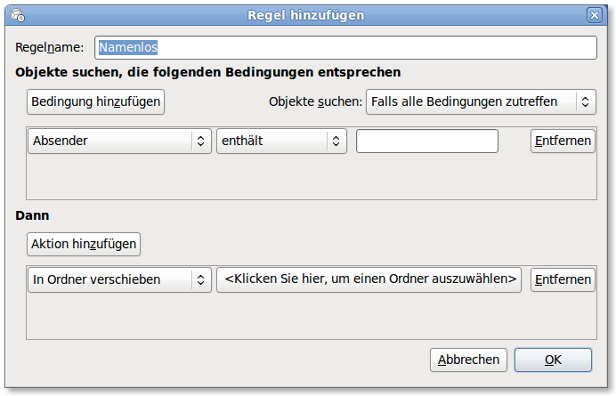 Regel hinzufügen
Regelname: Namenlos
Objekte suchen, die folgenden Bedingungen entsprechen
Bedingung hinzufügen Objekte suchen: Falls alle Bedingungen zutreffen
Absender enthält Entfernen
Dann
Aktion hinzufügen
In Ordner verschieben <Klicken Sie hier, um einen Ordner auszuwählen> Entfernen
Abbrechen OK